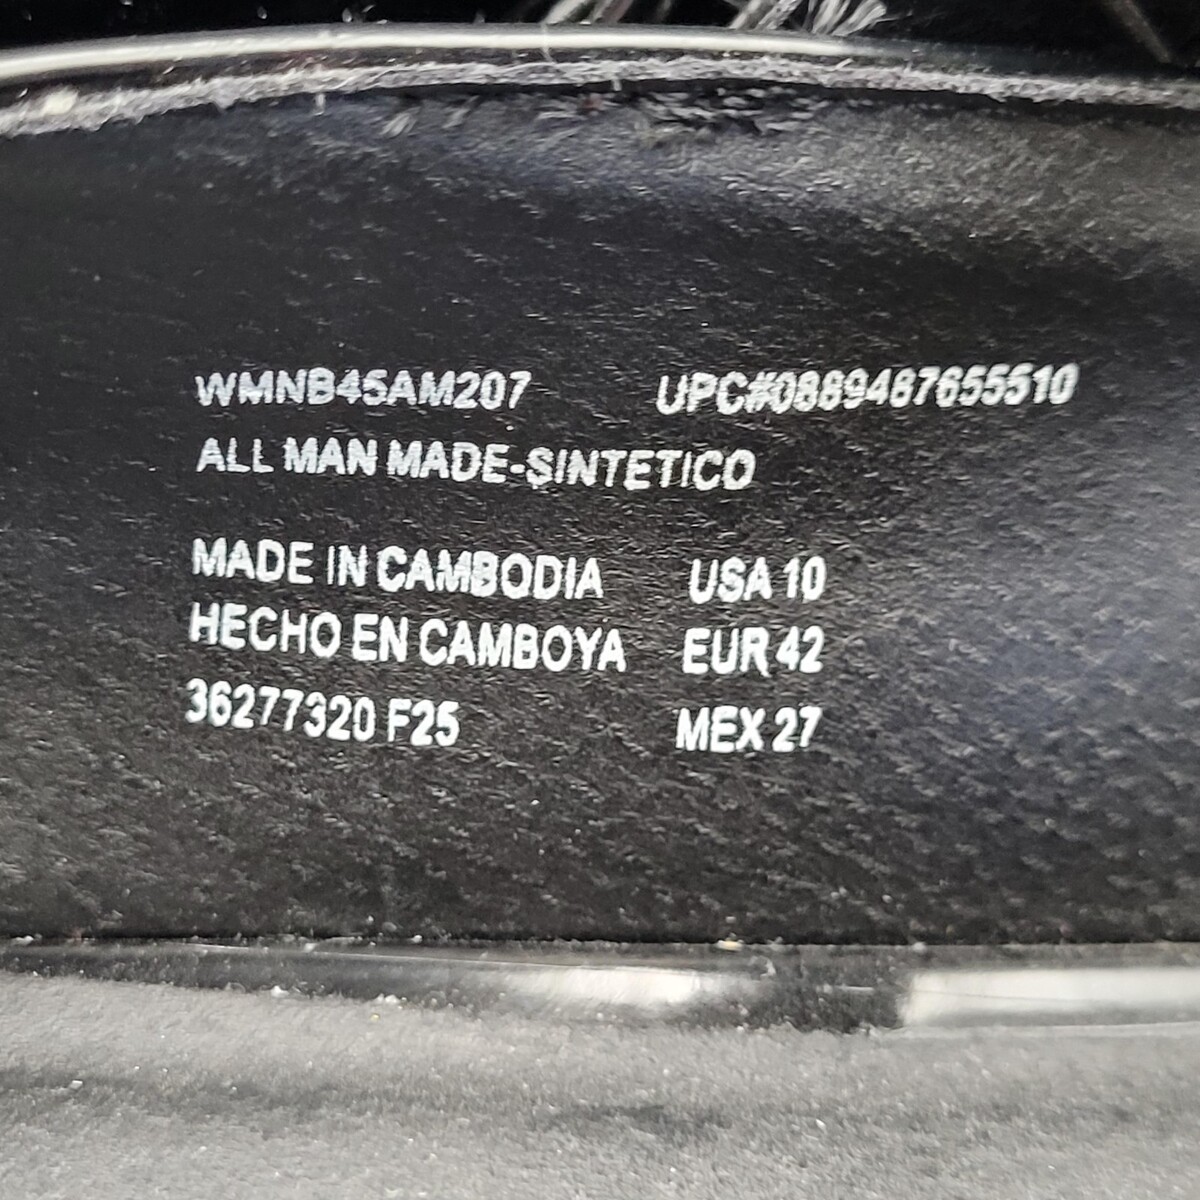 WMNB45AM207 UPC#0889487655510
ALL MAN MADE-SINTETICO
MADE IN CAMBODIA USA 10
HECHO EN CAMBOYA EUR 42
36277320 F25 MEX 27